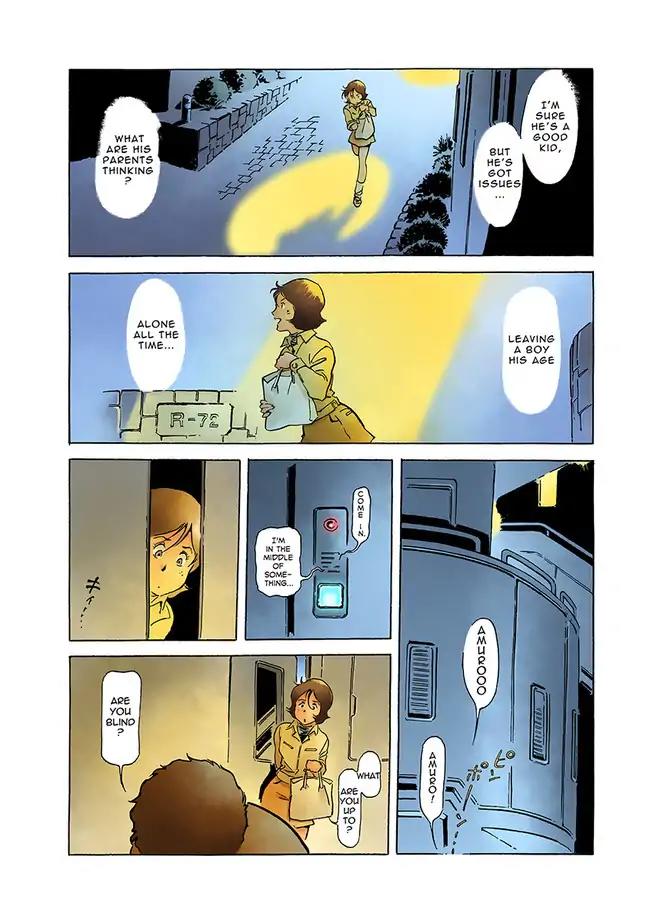 I'M
SURE
HE'S A
GOOD
KID,
BUT
HE'S
GOT
ISSUES
...
WHAT
ARE HIS
PARENTS
THINKING
?
LEAVING
A BOY
HIS AGE
ALONE
ALL THE
TIME...
R-72
AMUROOO
AMURO!
COME IN.
I'M
IN THE
MIDDLE
OF
SOME-
THING...
WHAT
ARE
YOU UP
TO?
ARE
YOU
BLIND
?